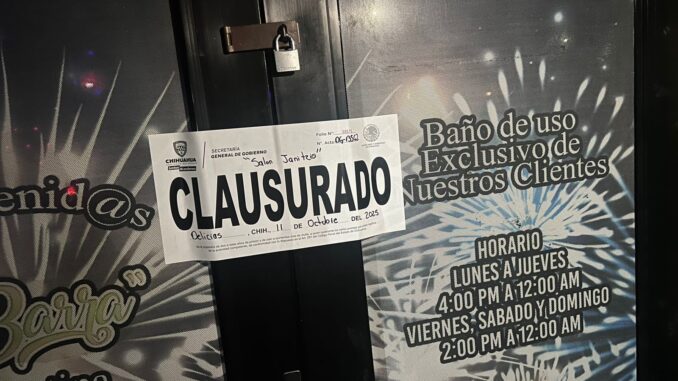 enid@s
Barra"
CHIHUAHUA
SECRETARÍA
GENERAL DE GOBIERNO
Folio N°.
N°. Acta
"Salon Janitzio"
CLAUSURADO
Delicias, CHIH. 11 DE Octubre DEL 2025
Baño de uso
Exclusivo de
Nuestros Clientes
HORARIO
LUNES A JUEVES
4:00 PM A 12:00 AM
VIERNES, SABADO Y DOMINGO
2:00 PM A 12:00 AM